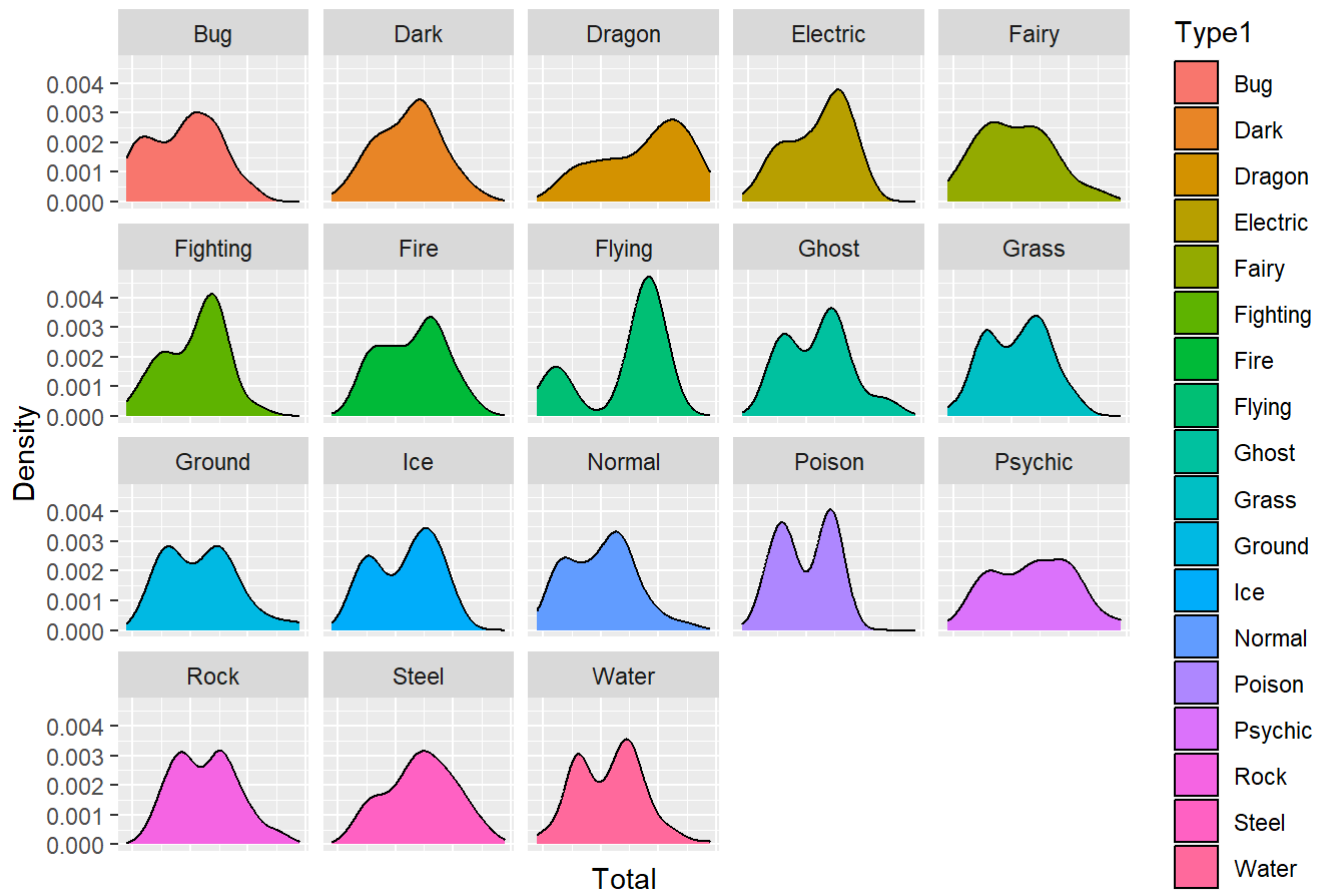 Bug Dark Dragon Electric Fairy
0.004
0.003
0.002
0.001
0.000
Fighting Fire Flying Ghost Grass
0.004
0.003
0.002
0.001
0.000
Ground Ice Normal Poison Psychic
0.004
0.003
0.002
0.001
0.000
Rock Steel Water
0.004
0.003
0.002
0.001
0.000
Density
Total
Type1
Bug
Dark
Dragon
Electric
Fairy
Fighting
Fire
Flying
Ghost
Grass
Ground
Ice
Normal
Poison
Psychic
Rock
Steel
Water